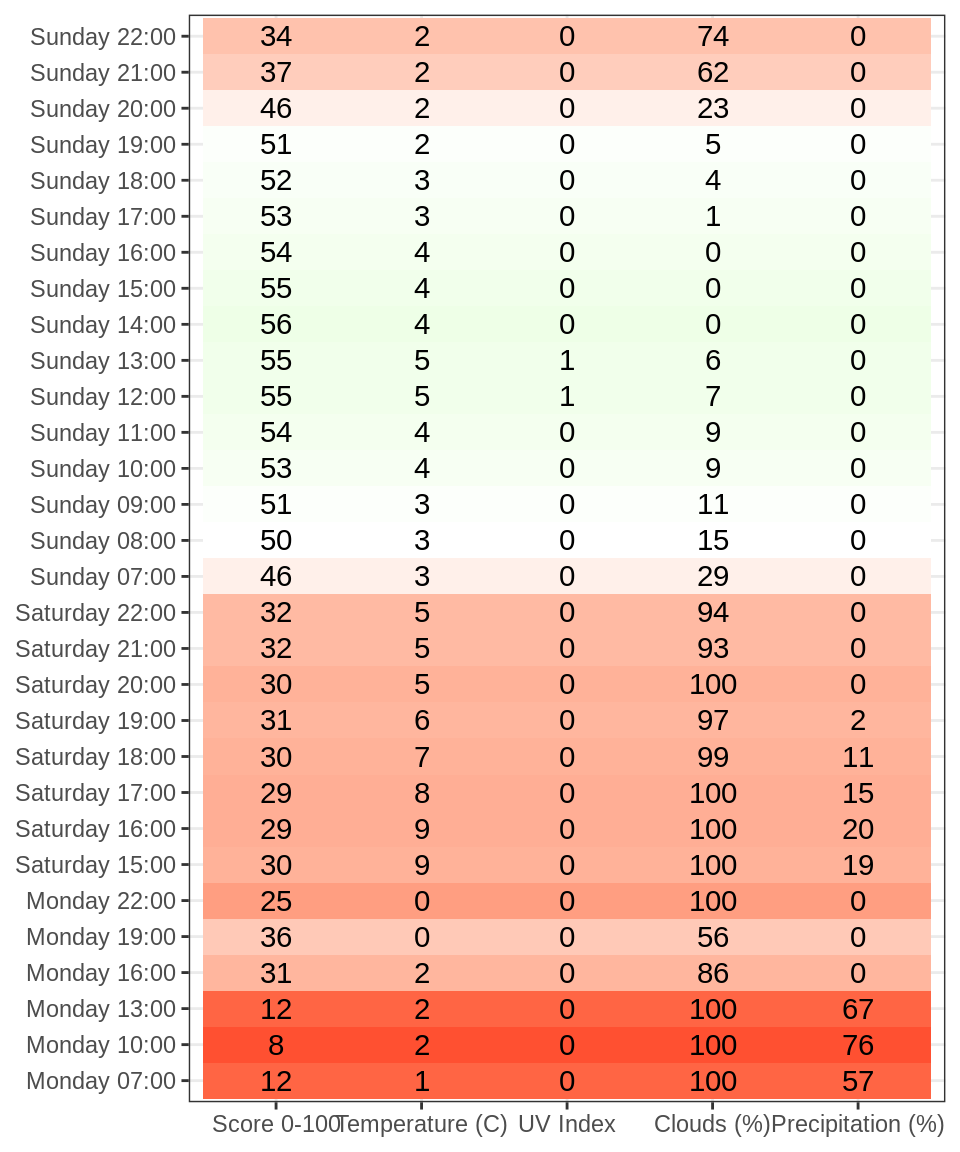 Sunday 22:00 34 2 0 74 0
Sunday 21:00 37 2 0 62 0
Sunday 20:00 46 2 0 23 0
Sunday 19:00 51 2 0 5 0
Sunday 18:00 52 3 0 4 0
Sunday 17:00 53 3 0 1 0
Sunday 16:00 54 4 0 0 0
Sunday 15:00 55 4 0 0 0
Sunday 14:00 56 4 0 0 0
Sunday 13:00 55 5 1 6 0
Sunday 12:00 55 5 1 7 0
Sunday 11:00 54 4 0 9 0
Sunday 10:00 53 4 0 9 0
Sunday 09:00 51 3 0 11 0
Sunday 08:00 50 3 0 15 0
Sunday 07:00 46 3 0 29 0
Saturday 22:00 32 5 0 94 0
Saturday 21:00 32 5 0 93 0
Saturday 20:00 30 5 0 100 0
Saturday 19:00 31 6 0 97 2
Saturday 18:00 30 7 0 99 11
Saturday 17:00 29 8 0 100 15
Saturday 16:00 29 9 0 100 20
Saturday 15:00 30 9 0 100 19
Monday 22:00 25 0 0 100 0
Monday 19:00 36 0 0 56 0
Monday 16:00 31 2 0 86 0
Monday 13:00 12 2 0 100 67
Monday 10:00 8 2 0 100 76
Monday 07:00 12 1 0 100 57
Score 0-100 Temperature (C) UV Index Clouds (%) Precipitation (%)